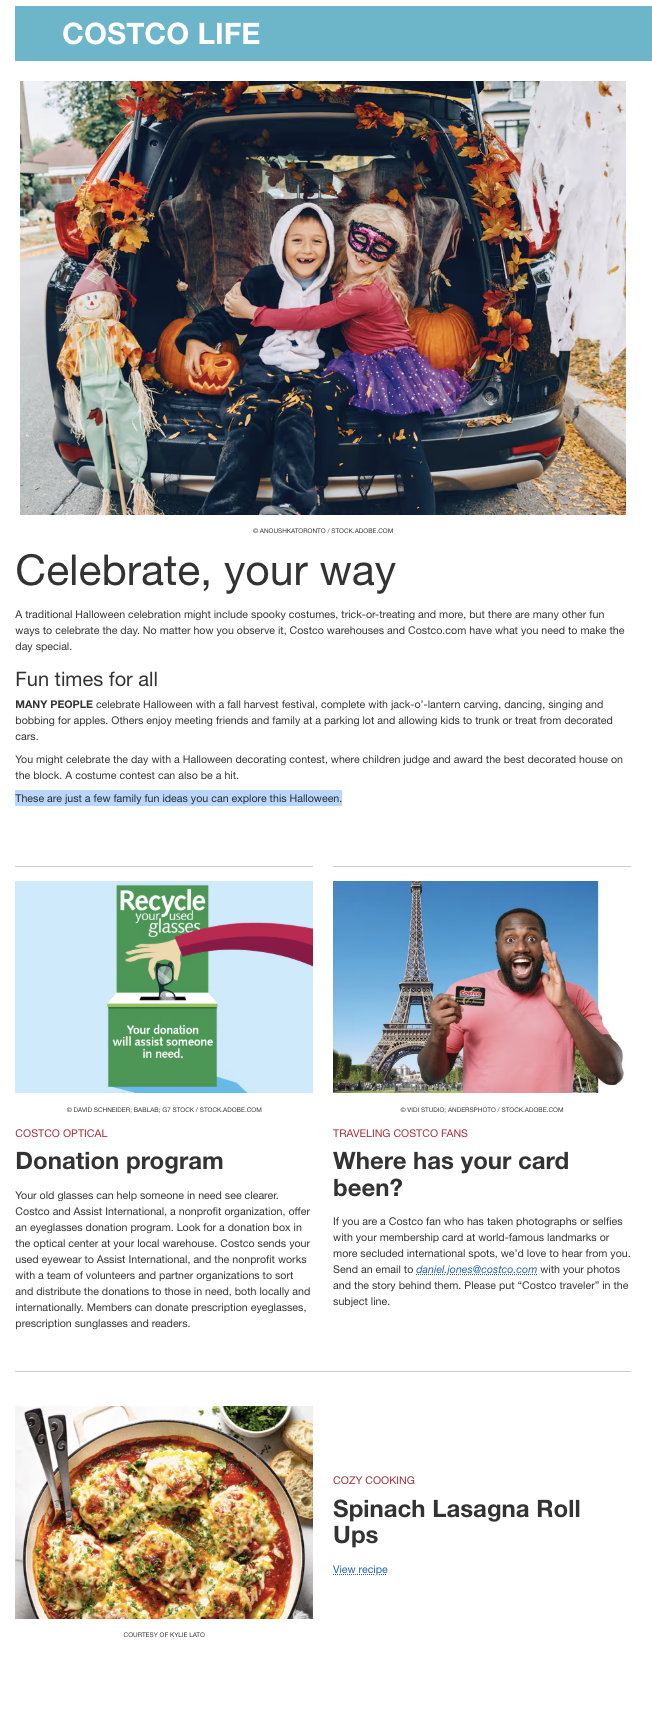 COSTCO LIFE
© ANOUSHKATORONTO / STOCK.ADOBE.COM
Celebrate, your way
A traditional Halloween celebration might include spooky costumes, trick-or-treating and more, but there are many other fun
ways to celebrate the day. No matter how you observe it, Costco warehouses and Costco.com have what you need to make the
day special.
Fun times for all
MANY PEOPLE celebrate Halloween with a fall harvest festival, complete with jack-o’-lantern carving, dancing, singing and
bobbing for apples. Others enjoy meeting friends and family at a parking lot and allowing kids to trunk or treat from decorated
cars.
You might celebrate the day with a Halloween decorating contest, where children judge and award the best decorated house on
the block. A costume contest can also be a hit.
These are just a few family fun ideas you can explore this Halloween.
Recycle
your used
glasses
Your donation
will assist someone
in need.
© DAVID SCHNEIDER; BABLAB; G7 STOCK / STOCK.ADOBE.COM
COSTCO OPTICAL
Donation program
Your old glasses can help someone in need see clearer.
Costco and Assist International, a nonprofit organization, offer
an eyeglasses donation program. Look for a donation box in
the optical center at your local warehouse. Costco sends your
used eyewear to Assist International, and the nonprofit works
with a team of volunteers and partner organizations to sort
and distribute the donations to those in need, both locally and
internationally. Members can donate prescription eyeglasses,
prescription sunglasses and readers.
COSTCO
© VIDI STUDIO; ANDERSPHOTO / STOCK.ADOBE.COM
TRAVELING COSTCO FANS
Where has your card
been?
If you are a Costco fan who has taken photographs or selfies
with your membership card at world-famous landmarks or
more secluded international spots, we’d love to hear from you.
Send an email to daniel.jones@costco.com with your photos
and the story behind them. Please put “Costco traveler” in the
subject line.
COURTESY OF KYLIE LATO
COZY COOKING
Spinach Lasagna Roll
Ups
View recipe